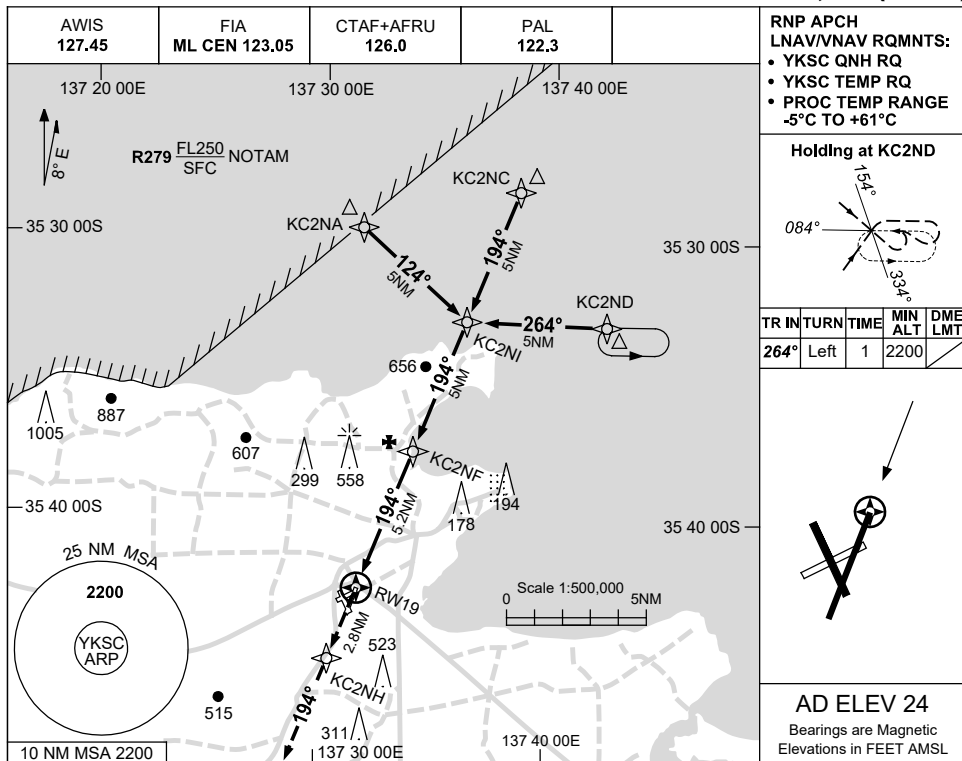 AWIS
127.45
FIA
ML CEN 123.05
CTAF+AFRU
126.0
PAL
122.3
RNP APCH
LNAV/VNAV RQMNTS:
• YKSC QNH RQ
• YKSC TEMP RQ
• PROC TEMP RANGE
-5°C TO +61°C
137 20 00E
137 30 00E
137 40 00E
8° E
R279 FL250 NOTAM
SFC
KC2NC
KC2NA
35 30 00S
35 30 00S
194°
5NM
124°
5NM
KC2ND
264°
5NM
KC2NI
656
194°
5NM
887
1005
607
299
558
KC2NF
194
178
35 40 00S
35 40 00S
194°
5.2NM
25 NM MSA
2200
YKSC
ARP
RW19
Scale 1:500,000
0
5NM
2.8NM
523
KC2NH
515
194°
311
137 30 00E
137 40 00E
10 NM MSA 2200
Holding at KC2ND
154°
084°
334°
TR IN TURN TIME MIN ALT DME LMT
264° Left 1 2200
AD ELEV 24
Bearings are Magnetic
Elevations in FEET AMSL